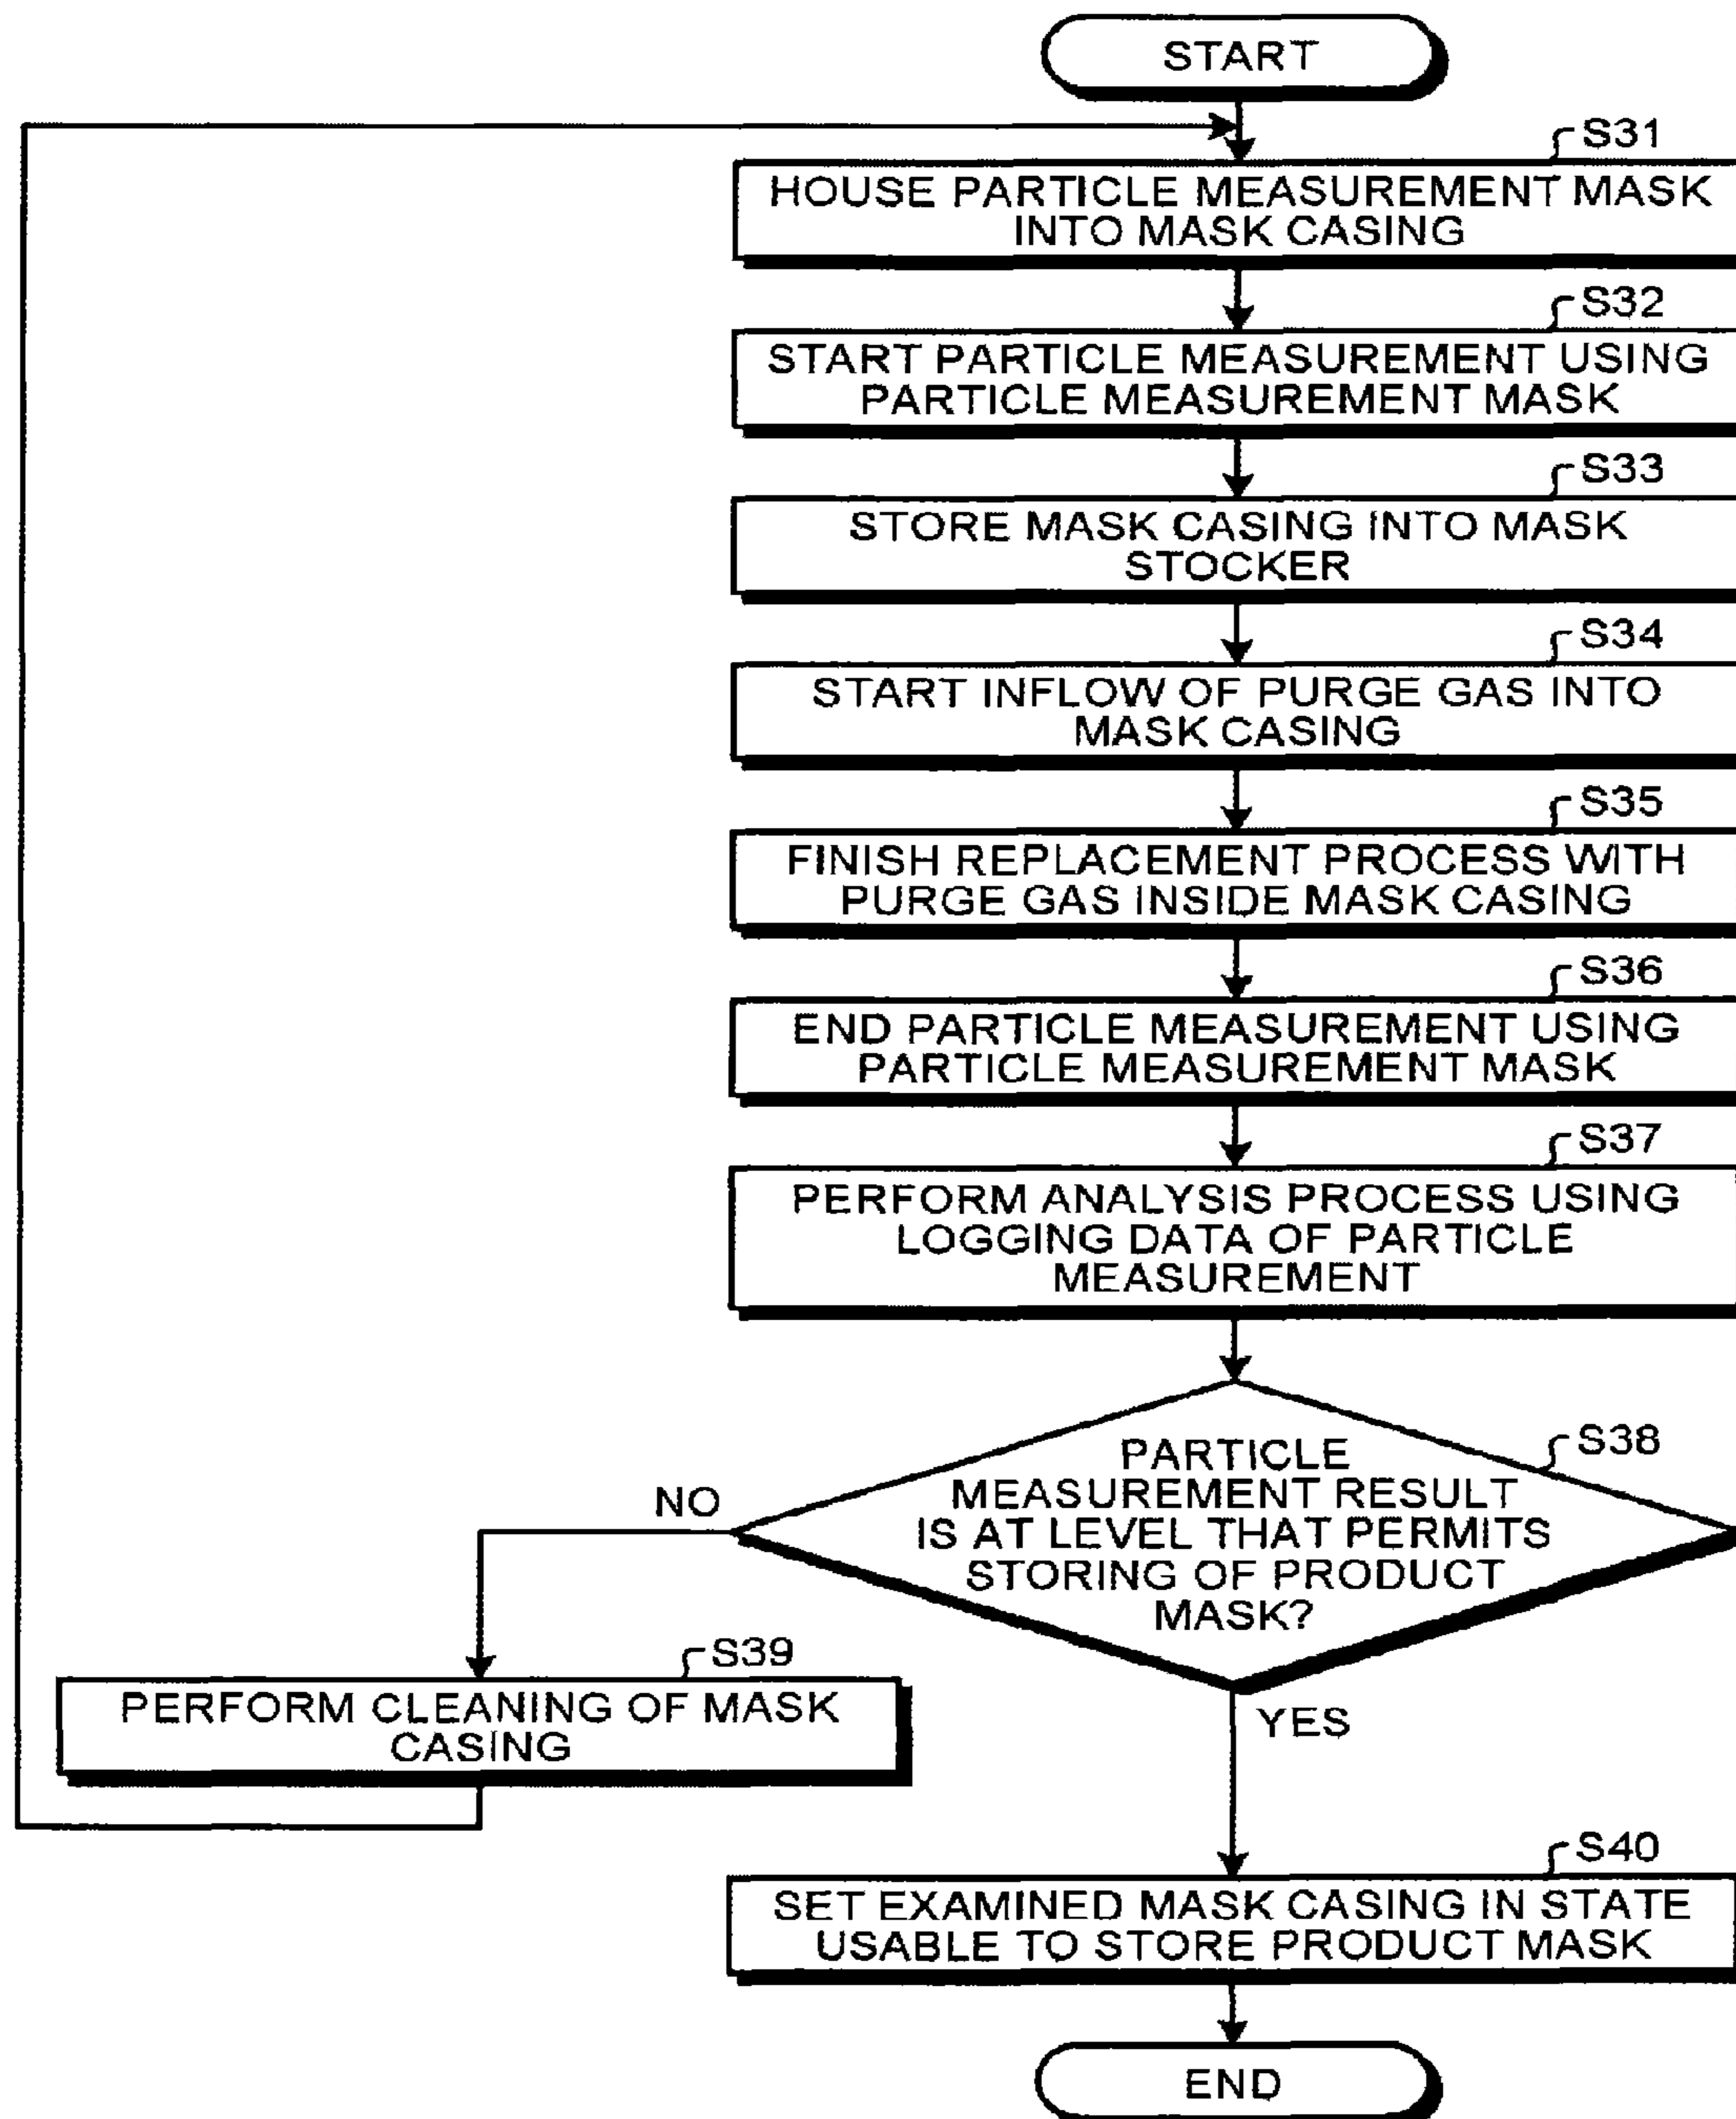 START
S31
HOUSE PARTICLE MEASUREMENT MASK
INTO MASK CASING
S32
START PARTICLE MEASUREMENT USING
PARTICLE MEASUREMENT MASK
S33
STORE MASK CASING INTO MASK
STOCKER
S34
START INFLOW OF PURGE GAS INTO
MASK CASING
S35
FINISH REPLACEMENT PROCESS WITH
PURGE GAS INSIDE MASK CASING
S36
END PARTICLE MEASUREMENT USING
PARTICLE MEASUREMENT MASK
S37
PERFORM ANALYSIS PROCESS USING
LOGGING DATA OF PARTICLE
MEASUREMENT
S38
PARTICLE
MEASUREMENT RESULT
IS AT LEVEL THAT PERMITS
STORING OF PRODUCT
MASK?
NO
S39
PERFORM CLEANING OF MASK
CASING
YES
S40
SET EXAMINED MASK CASING IN STATE
USABLE TO STORE PRODUCT MASK
END